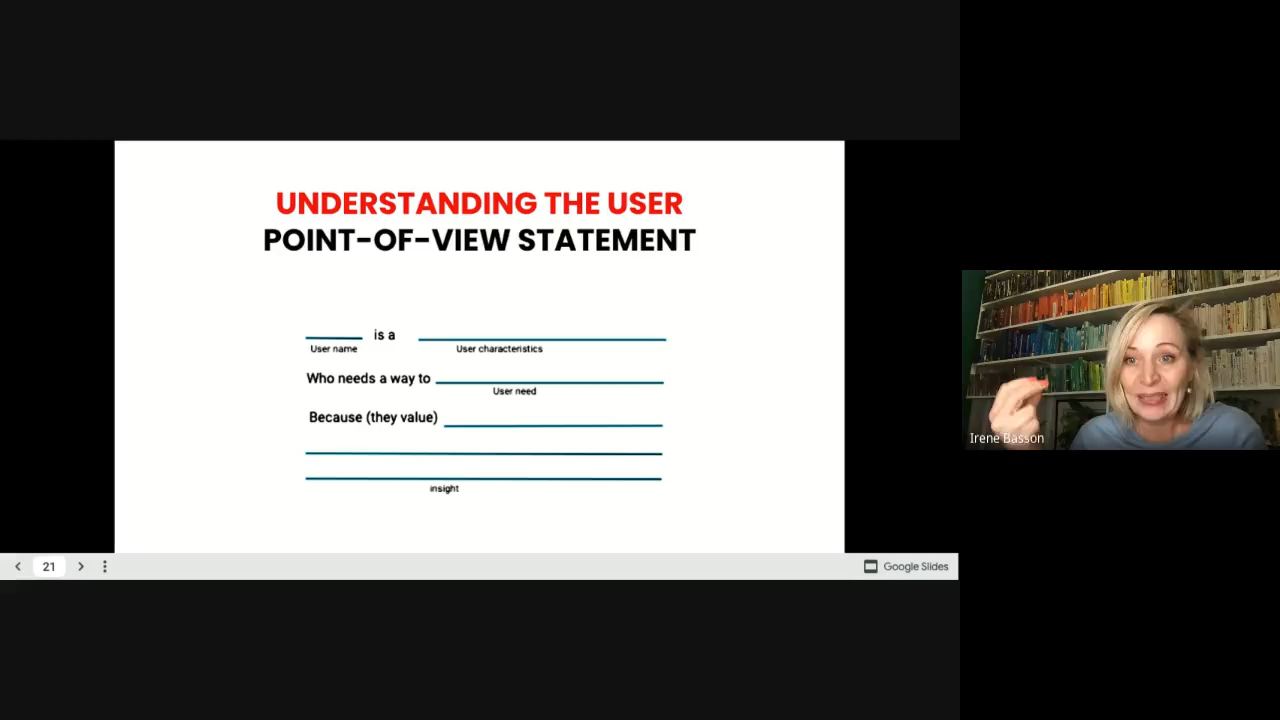 UNDERSTANDING THE USER
POINT-OF-VIEW STATEMENT
is a
User name User characteristics
Who needs a way to
User need
Because (they value)
insight
Irene Basson
21 Google Slides